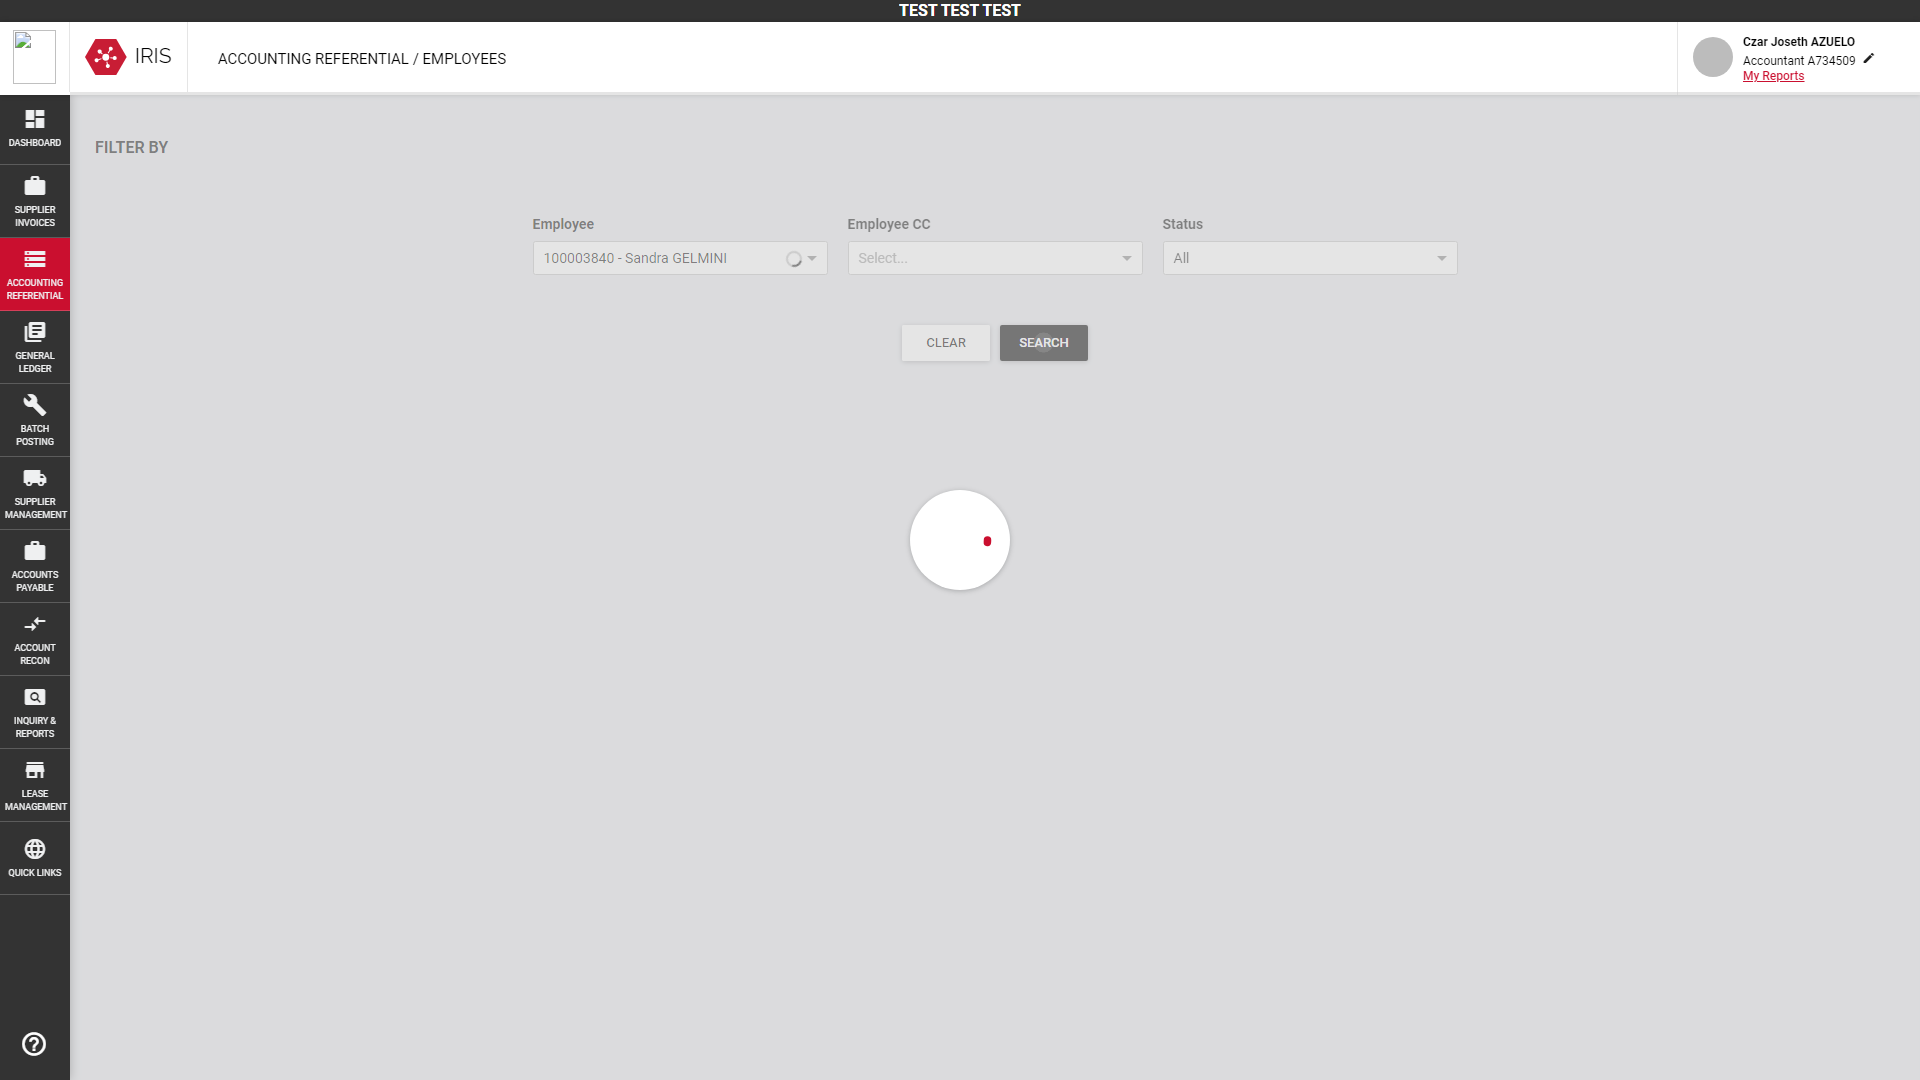 TEST TEST TEST
IRIS
ACCOUNTING REFERENTIAL / EMPLOYEES
Czar Joseth AZUELO
Accountant A734509
My Reports
DASHBOARD
SUPPLIER
INVOICES
ACCOUNTING
REFERENTIAL
GENERAL
LEDGER
BATCH
POSTING
SUPPLIER
MANAGEMENT
ACCOUNTS
PAYABLE
ACCOUNT
RECON
INQUIRY &
REPORTS
LEASE
MANAGEMENT
QUICK LINKS
FILTER BY
Employee
100003840 - Sandra GELMINI
Employee CC
Select...
Status
All
CLEAR
SEARCH